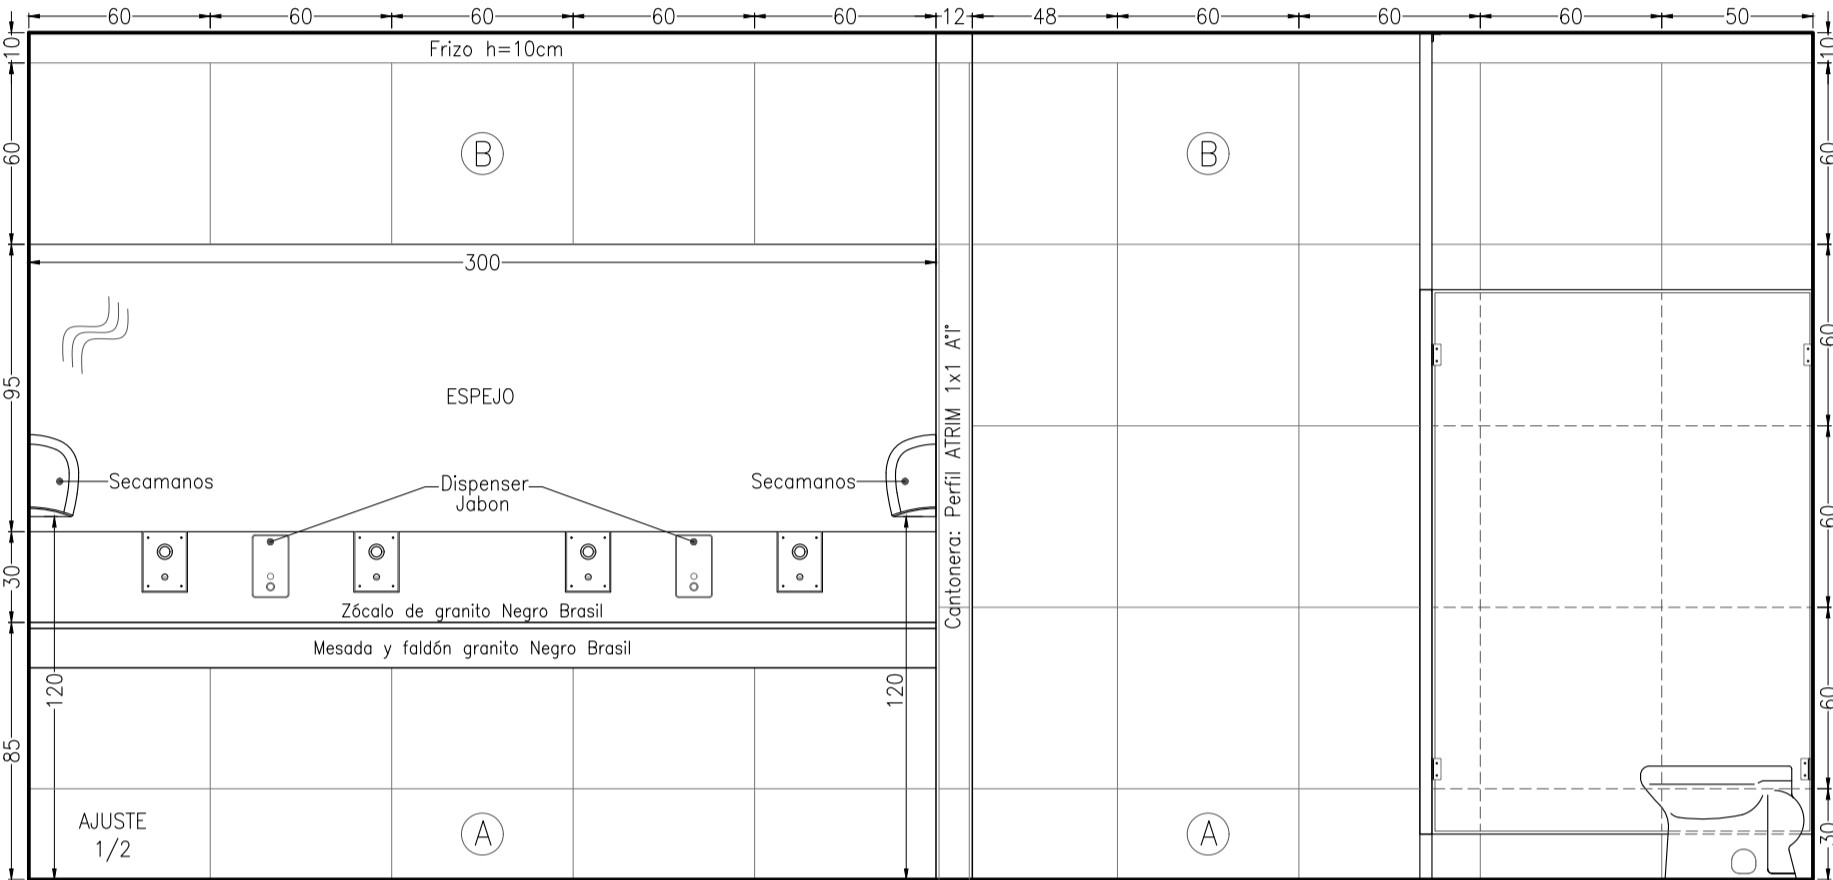 60 60 60 60 60 12 48 60 60 60 50
10 Frizo h=10cm 10
60 B B 60
300
60
95 ESPEJO
Cantonera: Perfil ATRIM 1x1 A°I°
Secamanos Dispenser Secamanos
Jabon
60
30
Zócalo de granito Negro Brasil
Mesada y faldón granito Negro Brasil
120 120 60
85
AJUSTE A A 30
1/2